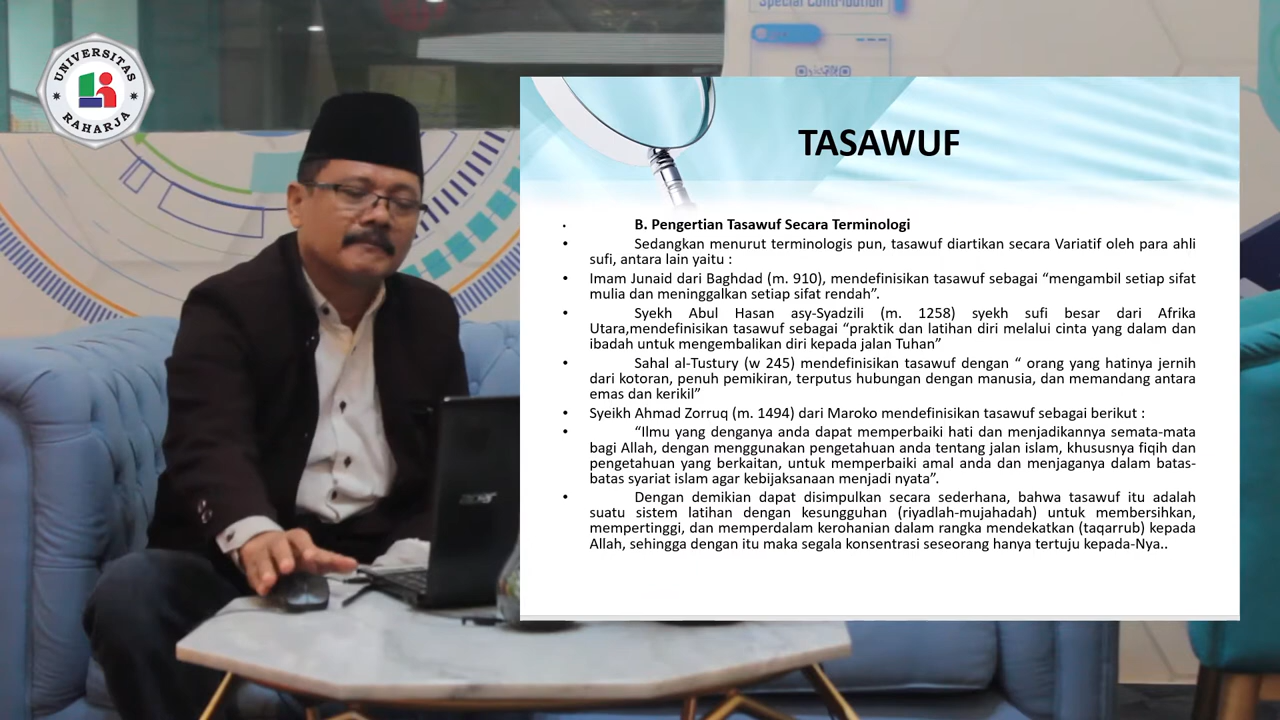 Special Contribution
UNIVERSITAS
RAHARJA
TASAWUF
B. Pengertian Tasawuf Secara Terminologi
Sedangkan menurut terminologis pun, tasawuf diartikan secara Variatif oleh para ahli
sufi, antara lain yaitu :
Imam Junaid dari Baghdad (m. 910), mendefinisikan tasawuf sebagai “mengambil setiap sifat
mulia dan meninggalkan setiap sifat rendah”.
Syekh Abul Hasan asy-Syadzili (m. 1258) syekh sufi besar dari Afrika
Utara,mendefinisikan tasawuf sebagai “praktik dan latihan diri melalui cinta yang dalam dan
ibadah untuk mengembalikan diri kepada jalan Tuhan”
Sahal al-Tustury (w 245) mendefinisikan tasawuf dengan “ orang yang hatinya jernih
dari kotoran, penuh pemikiran, terputus hubungan dengan manusia, dan memandang antara
emas dan kerikil”
Syeikh Ahmad Zorruq (m. 1494) dari Maroko mendefinisikan tasawuf sebagai berikut :
“Ilmu yang denganya anda dapat memperbaiki hati dan menjadikannya semata-mata
bagi Allah, dengan menggunakan pengetahuan anda tentang jalan islam, khususnya fiqih dan
pengetahuan yang berkaitan, untuk memperbaiki amal anda dan menjaganya dalam batas-
batas syariat islam agar kebijaksanaan menjadi nyata”.
Dengan demikian dapat disimpulkan secara sederhana, bahwa tasawuf itu adalah
suatu sistem latihan dengan kesungguhan (riyadlah-mujahadah) untuk membersihkan,
mempertinggi, dan memperdalam kerohanian dalam rangka mendekatkan (taqarrub) kepada
Allah, sehingga dengan itu maka segala konsentrasi seseorang hanya tertuju kepada-Nya..
acer